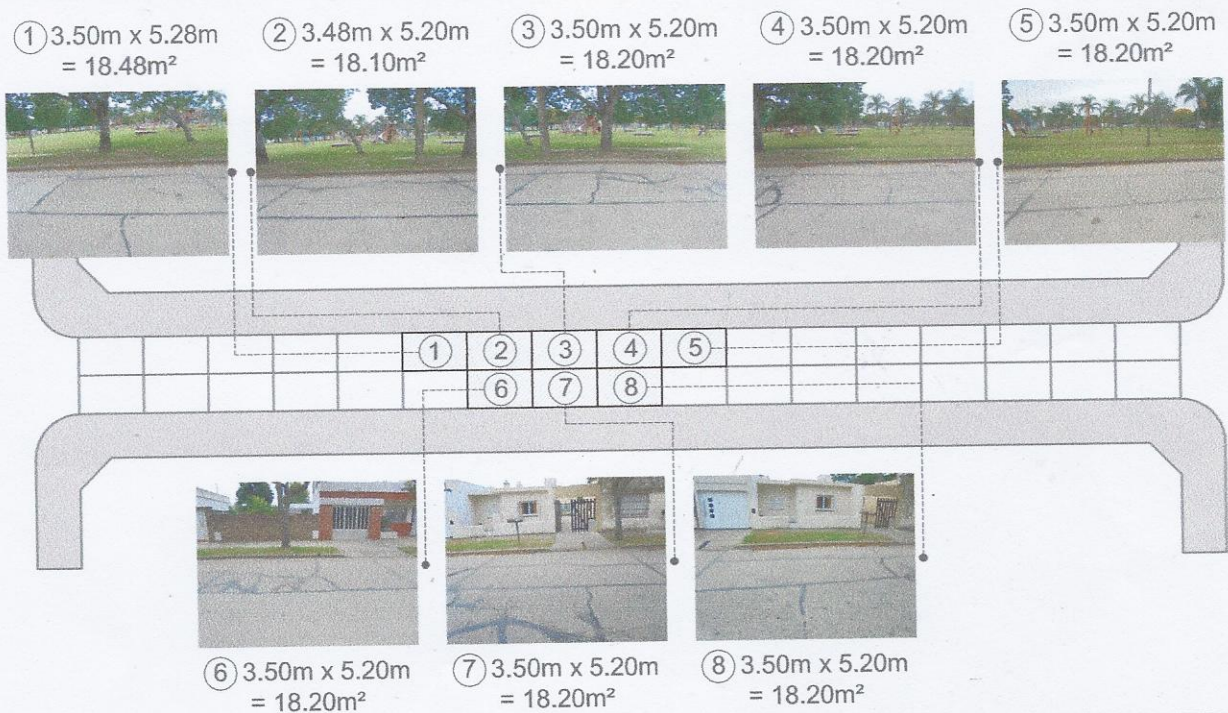 ① 3.50m x 5.28m
= 18.48m²
② 3.48m x 5.20m
= 18.10m²
③ 3.50m x 5.20m
= 18.20m²
④ 3.50m x 5.20m
= 18.20m²
⑤ 3.50m x 5.20m
= 18.20m²
① ② ③ ④ ⑤
⑥ ⑦ ⑧
⑥ 3.50m x 5.20m
= 18.20m²
⑦ 3.50m x 5.20m
= 18.20m²
⑧ 3.50m x 5.20m
= 18.20m²